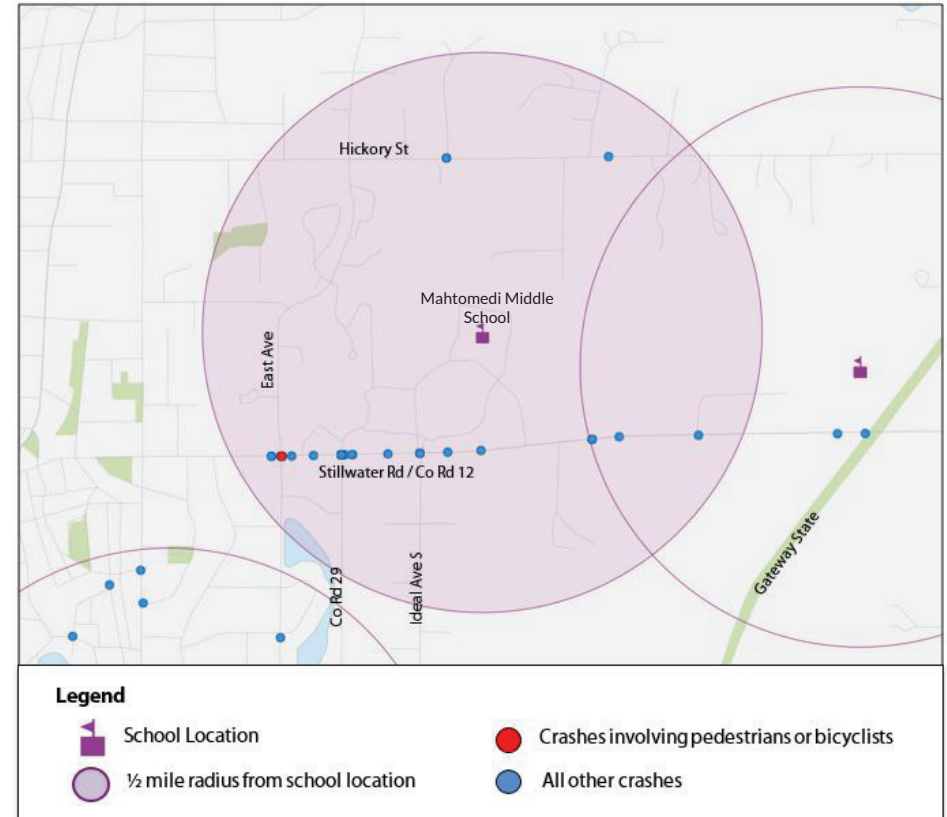 Hickory St
Mahtomedi Middle
School
East Ave
Stillwater Rd / Co Rd 12
Co Rd 29
Ideal Ave S
Gateway State
Legend
School Location
½ mile radius from school location
Crashes involving pedestrians or bicyclists
All other crashes